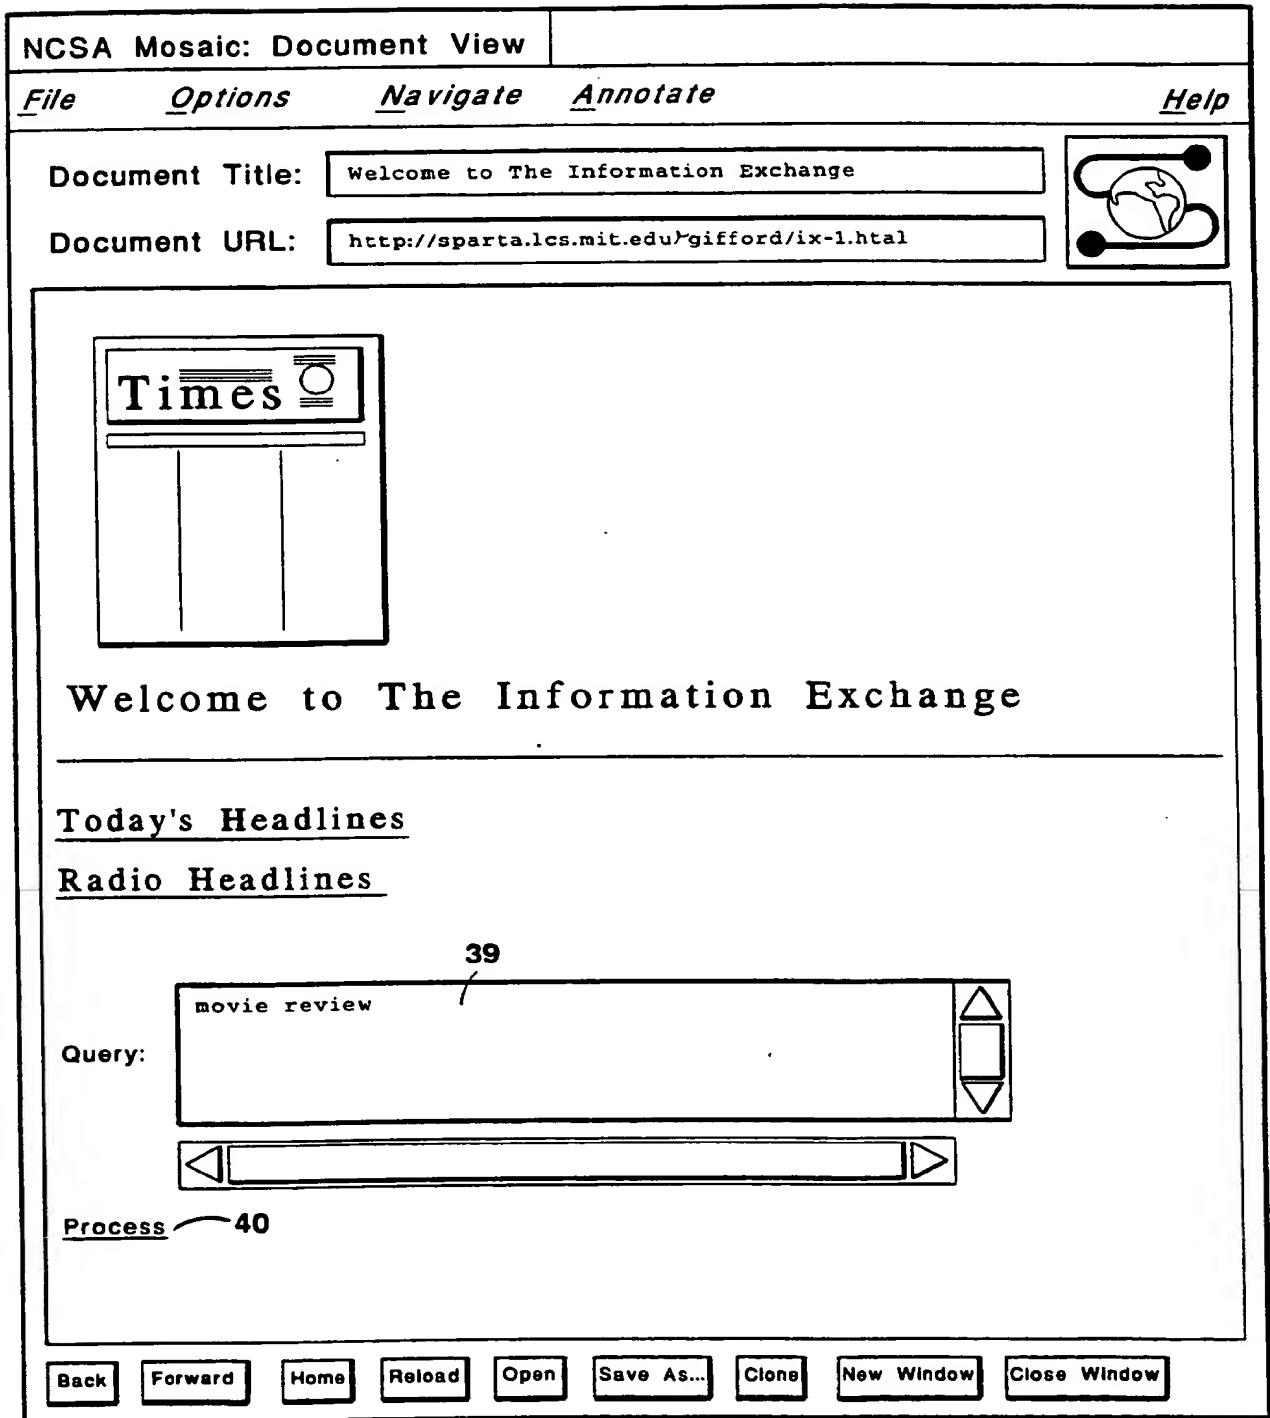 NCSA Mosaic: Document View
File Options Navigate Annotate Help
Document Title: Welcome to The Information Exchange
Document URL: http://sparta.lcs.mit.edu/~gifford/ix-1.htal
Times
Welcome to The Information Exchange
Today's Headlines
Radio Headlines
39
movie review
Query:
Process 40
Back Forward Home Reload Open Save As... Clone New Window Close Window